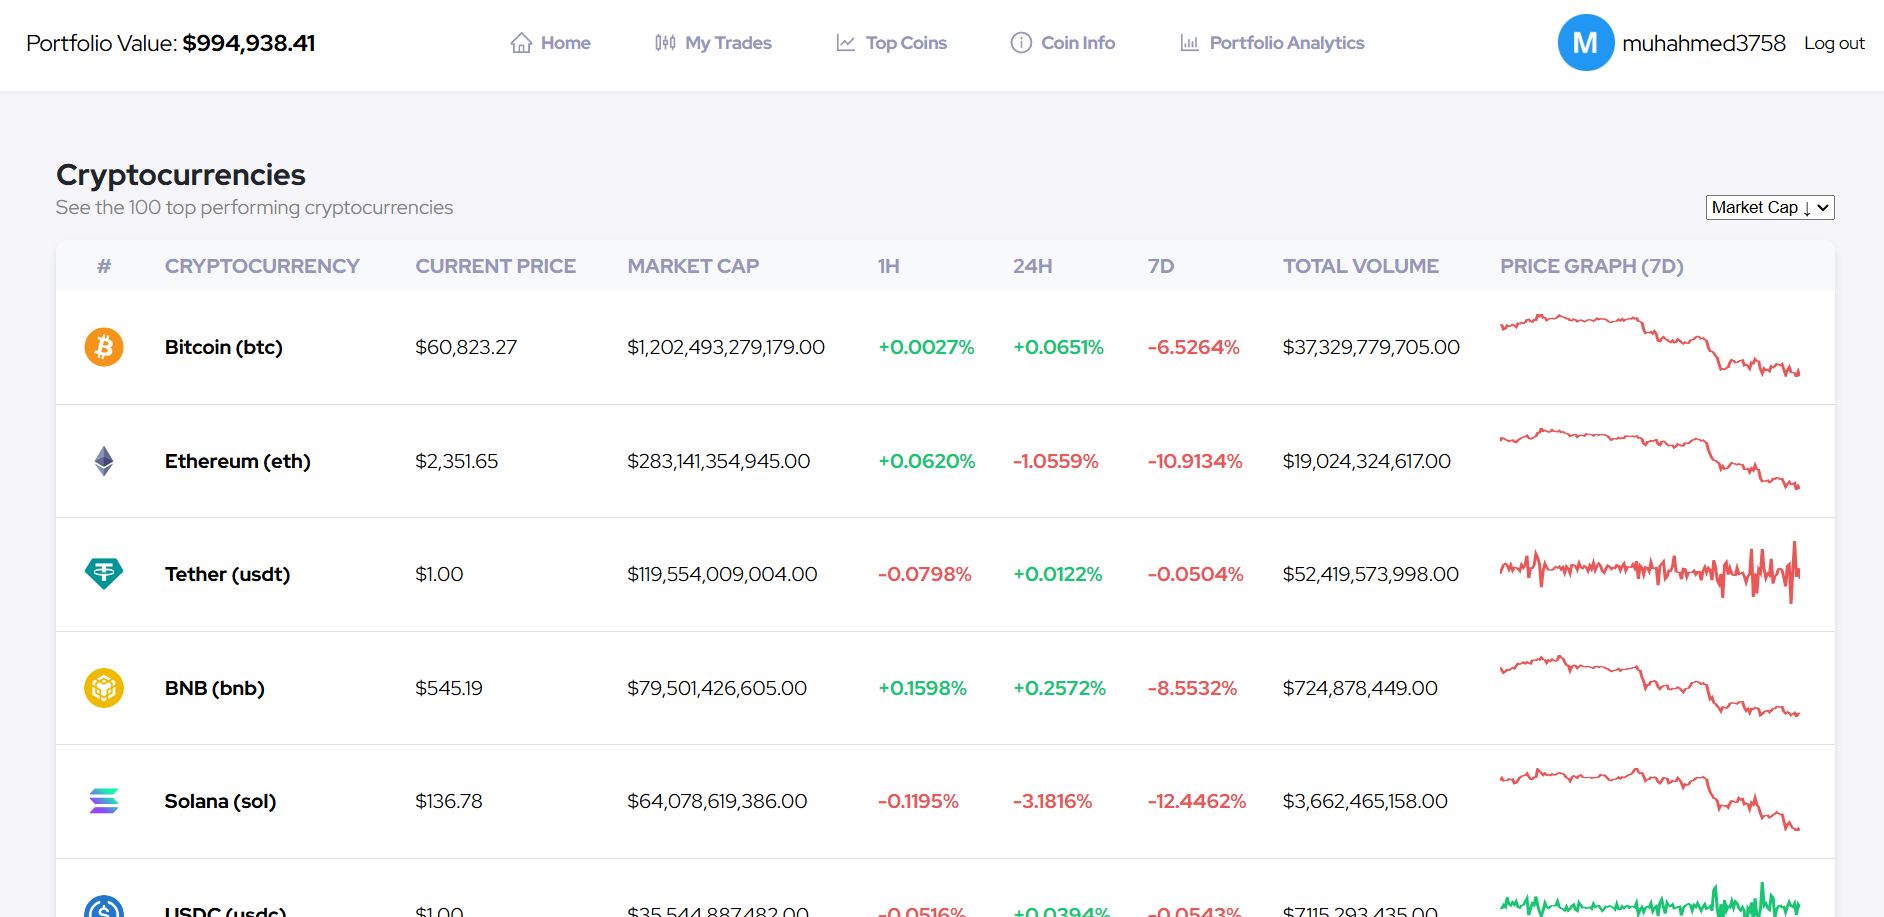 Portfolio Value: $994,938.41 Home My Trades Top Coins Coin Info Portfolio Analytics M muhahmed3758 Log out
Cryptocurrencies
See the 100 top performing cryptocurrencies
Market Cap ↓
# CRYPTOCURRENCY CURRENT PRICE MARKET CAP 1H 24H 7D TOTAL VOLUME PRICE GRAPH (7D)
Bitcoin (btc) $60,823.27 $1,202,493,279,179.00 +0.0027% +0.0651% -6.5264% $37,329,779,705.00
Ethereum (eth) $2,351.65 $283,141,354,945.00 +0.0620% -1.0559% -10.9134% $19,024,324,617.00
Tether (usdt) $1.00 $119,554,009,004.00 -0.0798% +0.0122% -0.0504% $52,419,573,998.00
BNB (bnb) $545.19 $79,501,426,605.00 +0.1598% +0.2572% -8.5532% $724,878,449.00
Solana (sol) $136.78 $64,078,619,386.00 -0.1195% -3.1816% -12.4462% $3,662,465,158.00
USDC (usdc) $1.00 $35,544,887,482.00 -0.0516% +0.0394% -0.0543% $7,115,293,435.00